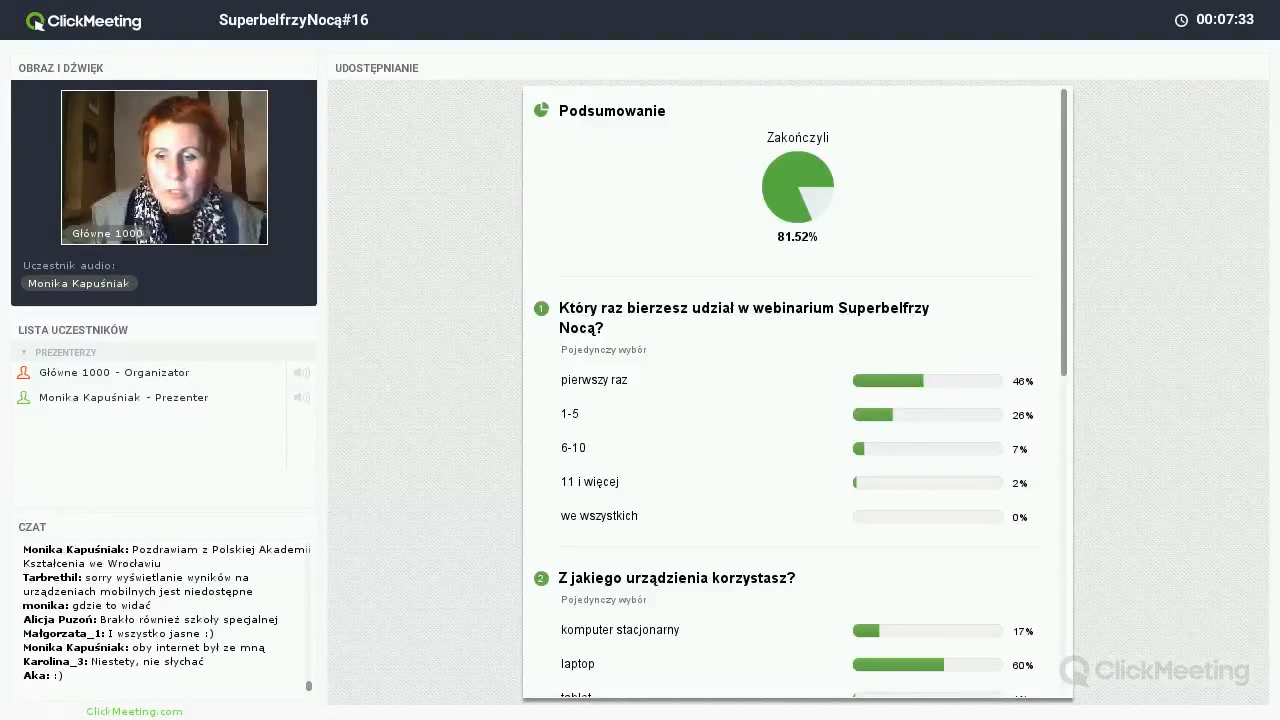 ClickMeeting
SuperbelfrzyNocą#16
00:07:33
OBRAZ I DŹWIĘK
Główne 1000
Uczestnik audio:
Monika Kapuśniak
LISTA UCZESTNIKÓW
PREZENTERZY
Główne 1000 - Organizator
Monika Kapuśniak - Prezenter
CZAT
Monika Kapuśniak: Pozdrawiam z Polskiej Akademii
Kształcenia we Wrocławiu
Tarbrethil: sorry wyświetlanie wyników na
urządzeniach mobilnych jest niedostępne
monika: gdzie to widać
Alicja Puzoń: Brakło również szkoły specjalnej
Małgorzata_1: I wszystko jasne :)
Monika Kapuśniak: oby internet był ze mną
Karolina_3: Niestety, nie słychać
Aka: :)
ClickMeeting.com
UDOSTĘPNIANIE
Podsumowanie
Zakończyli
81.52%
1 Który raz bierzesz udział w webinarium Superbelfrzy
Nocą?
Pojedynczy wybór
pierwszy raz 46%
1-5 26%
6-10 7%
11 i więcej 2%
we wszystkich 0%
2 Z jakiego urządzenia korzystasz?
Pojedynczy wybór
komputer stacjonarny 17%
laptop 60%
tablet
ClickMeeting